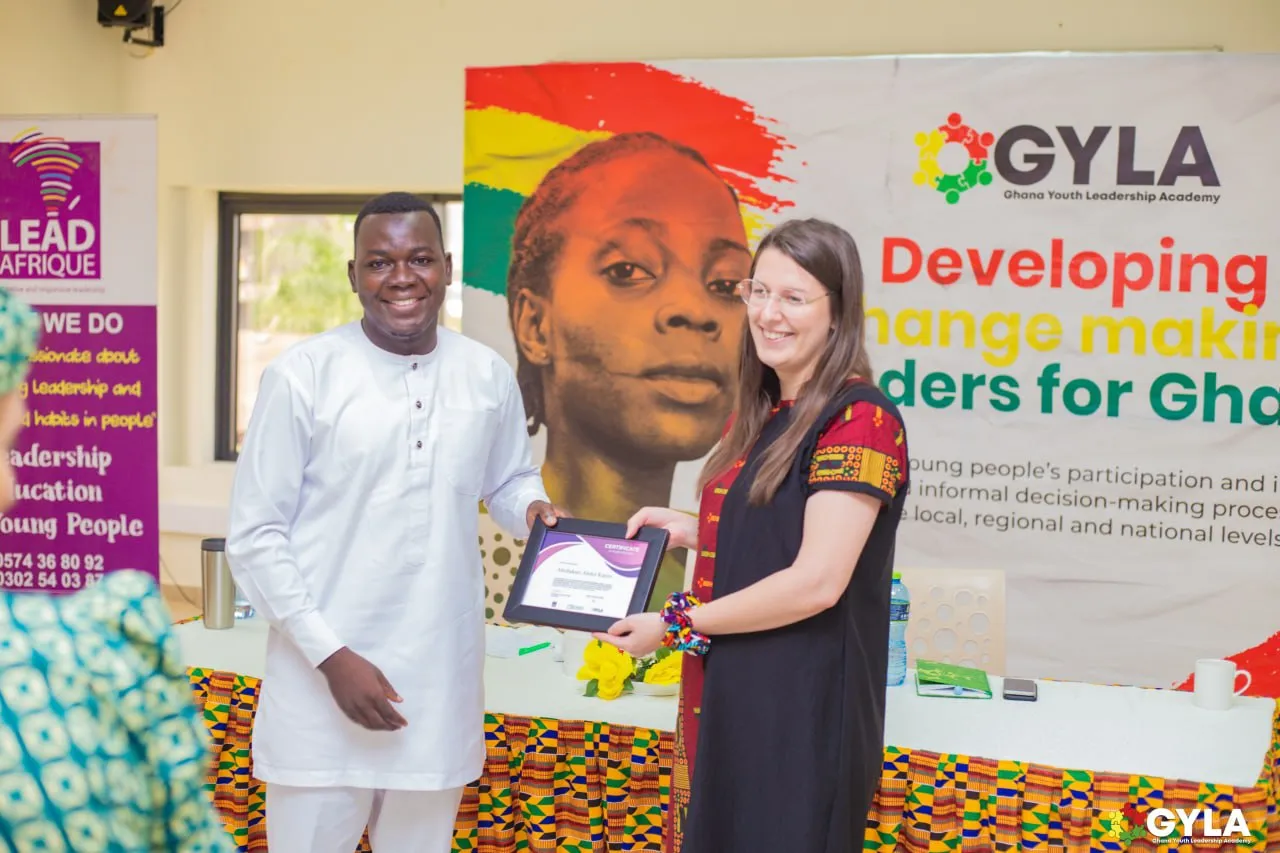 LEAD
AFRIQUE
WE DO
ssionate about
g leadership and
d habits in people"
eadership
ducation
Young People
0574 36 80 92
0302 54 03 87
GYLA
Ghana Youth Leadership Academy
Developing
hange makin
ders for Gha
oung people's participation and i
informal decision-making proce
local, regional and national levels
CERTIFICATE
GYLA
Ghana Youth Leadership Academy